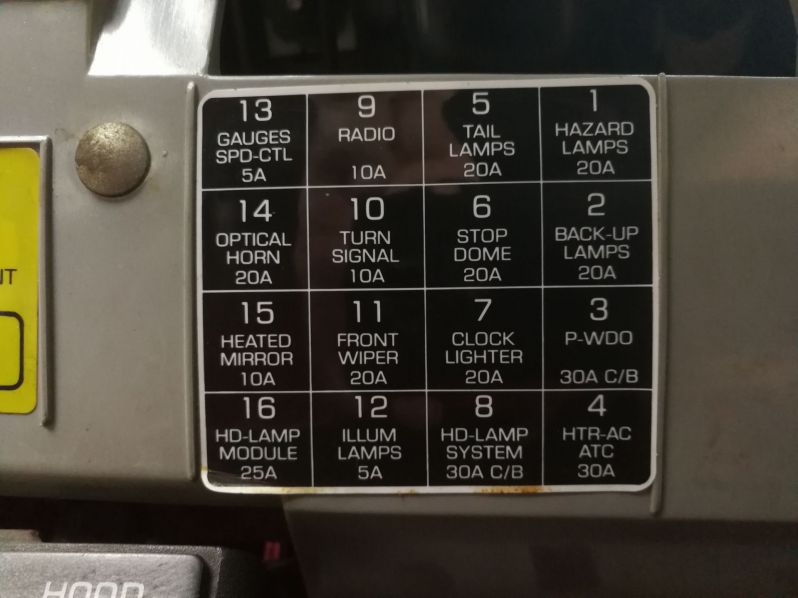 13
GAUGES
SPD-CTL
5A
9
RADIO
10A
5
TAIL
LAMPS
20A
1
HAZARD
LAMPS
20A
14
OPTICAL
HORN
20A
10
TURN
SIGNAL
10A
6
STOP
DOME
20A
2
BACK-UP
LAMPS
20A
15
HEATED
MIRROR
10A
11
FRONT
WIPER
20A
7
CLOCK
LIGHTER
20A
3
P-WDO
30A C/B
16
HD-LAMP
MODULE
25A
12
ILLUM
LAMPS
5A
8
HD-LAMP
SYSTEM
30A C/B
4
HTR-AC
ATC
30A
HOOD